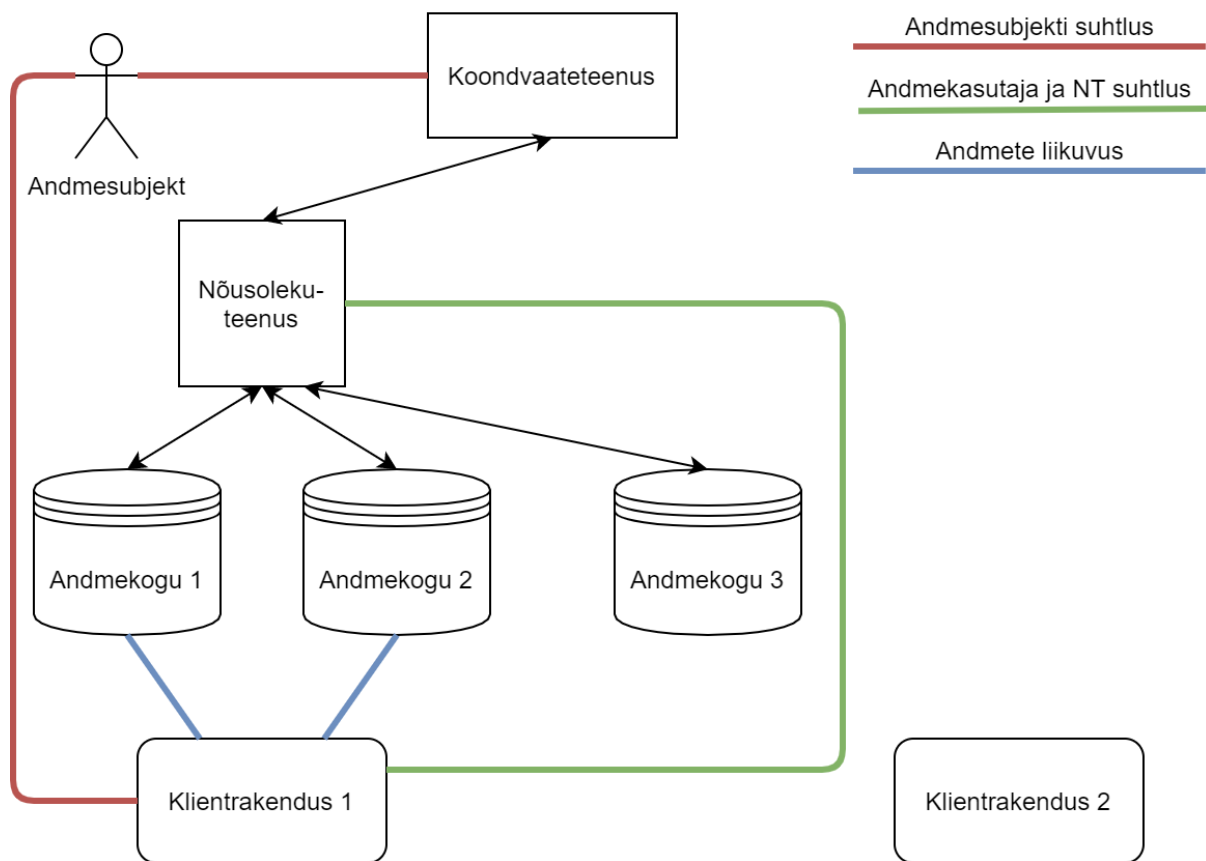 Andmesubjekti suhtlus
Koondvaateteenus
Andmekasutaja ja NT suhtlus
Andmete liikuvus
Andmesubjekt
Nõusoleku-
teenus
Andmekogu 1
Andmekogu 2
Andmekogu 3
Klientrakendus 1
Klientrakendus 2